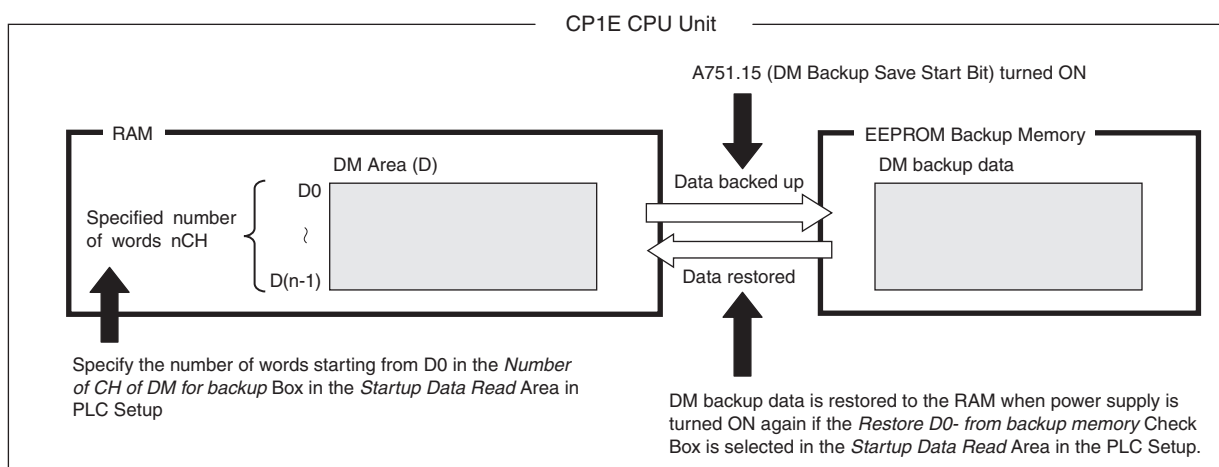 CP1E CPU Unit
A751.15 (DM Backup Save Start Bit) turned ON
RAM
EEPROM Backup Memory
DM Area (D)
DM backup data
D0
Data backed up
Specified number
of words nCH
~
D(n-1)
Data restored
Specify the number of words starting from D0 in the Number
of CH of DM for backup Box in the Startup Data Read Area in
PLC Setup
DM backup data is restored to the RAM when power supply is
turned ON again if the Restore D0- from backup memory Check
Box is selected in the Startup Data Read Area in the PLC Setup.